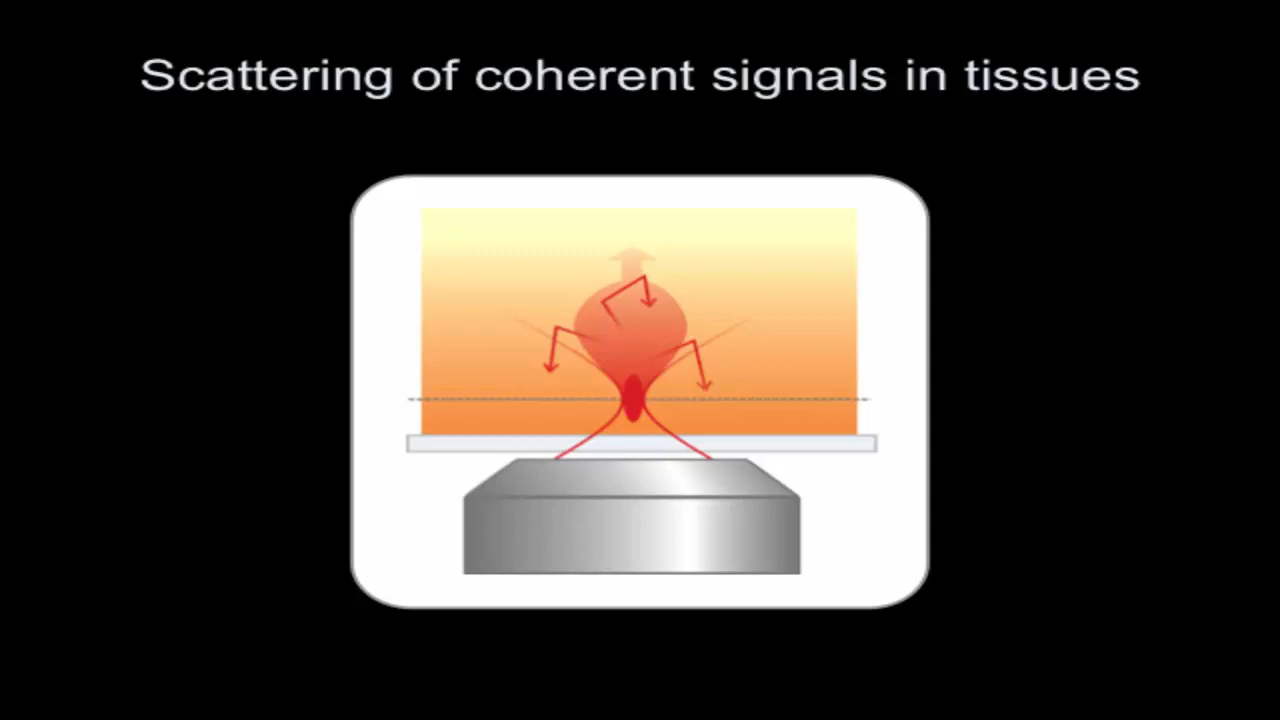 Scattering of coherent signals in tissues